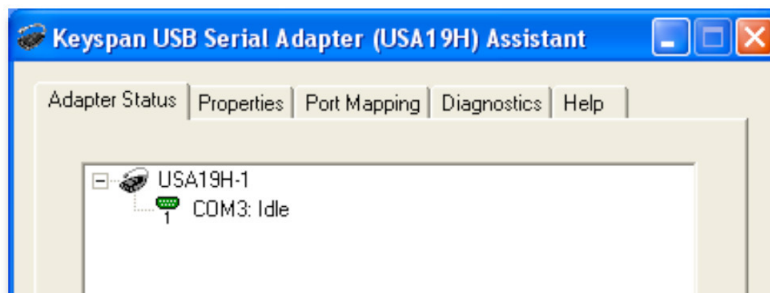 Keyspan USB Serial Adapter (USA19H) Assistant
Adapter Status Properties Port Mapping Diagnostics Help
USA19H-1
1 COM3: Idle